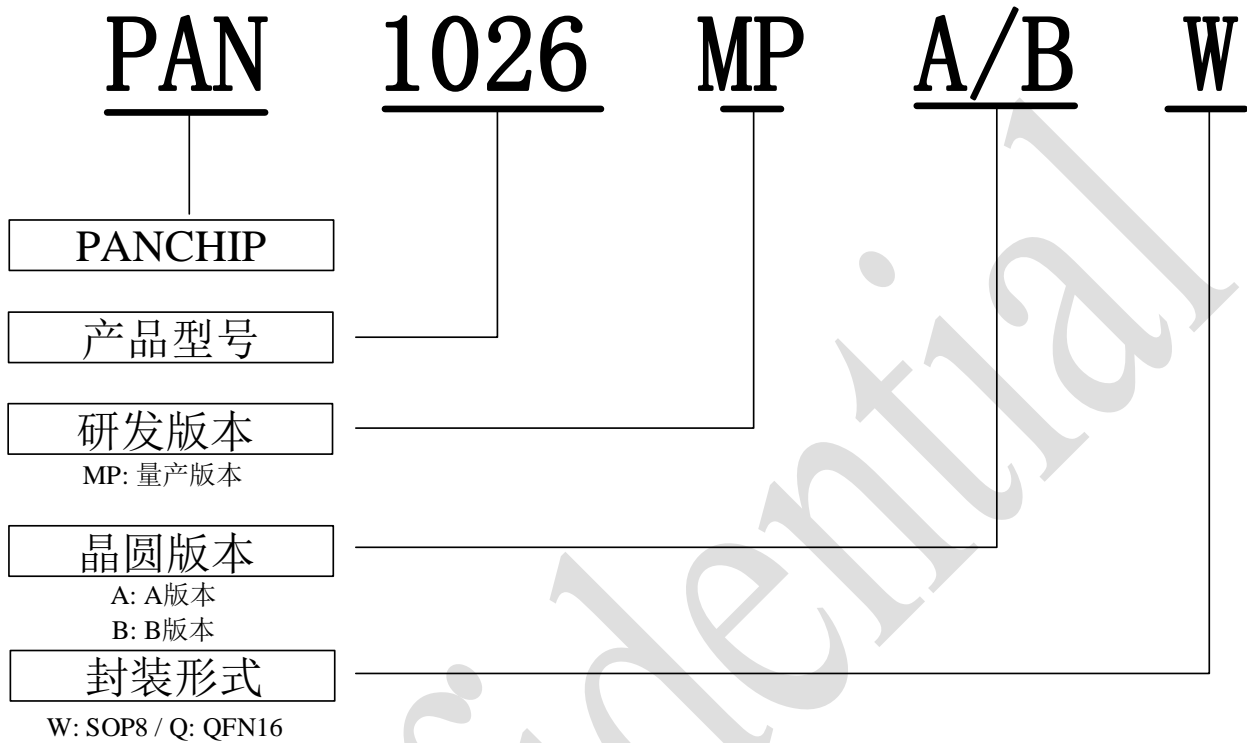 PAN 1026 MP A/B W
PANCHIP
产品型号
研发版本
MP: 量产版本
晶圆版本
A: A版本
B: B版本
封装形式
W: SOP8 / Q: QFN16
fidential